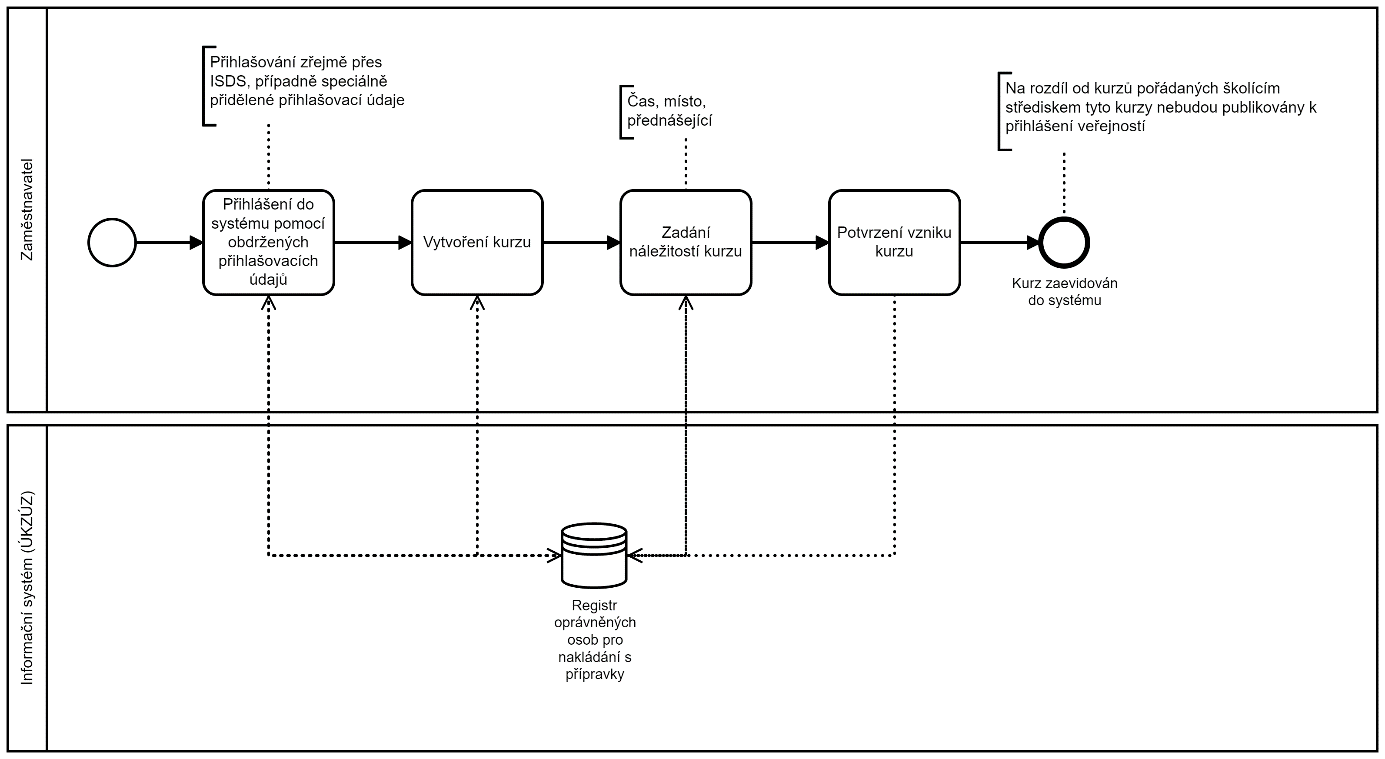 Zaměstnavatel
Přihlašování zřejmě přes
ISDS, případně speciálně
přidělené přihlašovací údaje
Čas, místo,
přednášející
Na rozdíl od kurzů pořádaných školícím
střediskem tyto kurzy nebudou publikovány k
přihlášení veřejností
Přihlášení do
systému pomocí
obdržených
přihlašovacích
údajů
Vytvoření kurzu
Zadání
náležitostí kurzu
Potvrzení vzniku
kurzu
Kurz zaevidován
do systému
Informační systém (ÚKZÚZ)
Registr
oprávněných
osob pro
nakládání s
přípravky